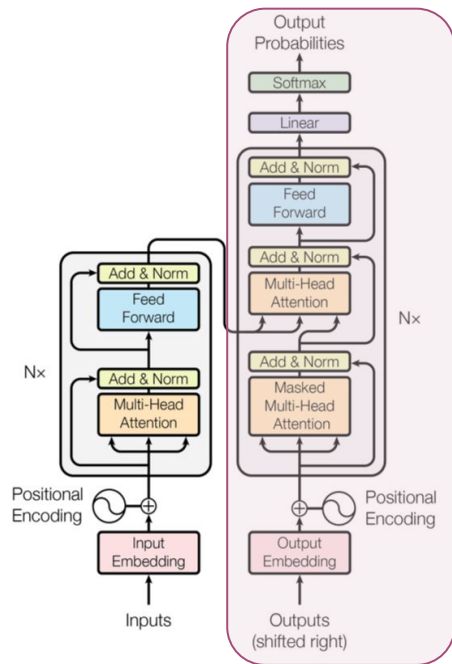 Output
Probabilities
Softmax
Linear
Add & Norm
Feed
Forward
Add & Norm
Multi-Head
Attention
Nx
Add & Norm
Masked
Multi-Head
Attention
Positional
Encoding
Output
Embedding
Outputs
(shifted right)
Add & Norm
Feed
Forward
Nx
Add & Norm
Multi-Head
Attention
Positional
Encoding
Input
Embedding
Inputs